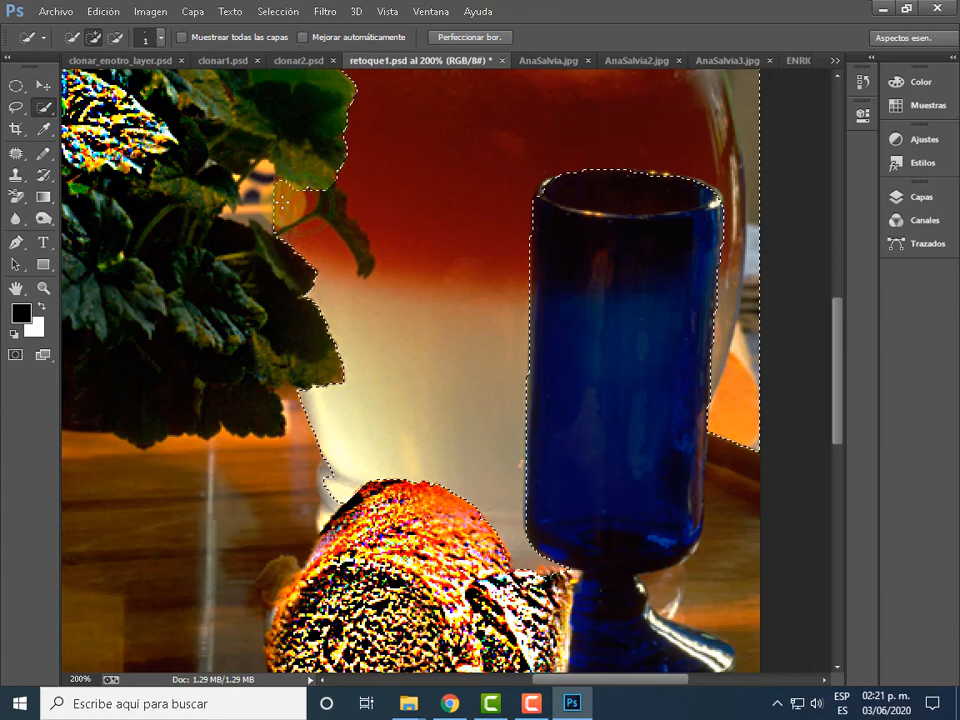 Ps Archivo Edición Imagen Capa Texto Selección Filtro 3D Vista Ventana Ayuda
1 Muestrear todas las capas Mejorar automáticamente Perfeccionar bor. Aspectos esen.
clonar_enotro_layer.psd × clonar1.psd × clonar2.psd × retoque1.psd al 200% (RGB/8#) * × AnaSalvia.jpg × AnaSalvia2.jpg × AnaSalvia3.jpg × ENRK
Color
Muestras
Ajustes
Estilos
Capas
Canales
Trazados
200% Doc: 1.29 MB/1.29 MB
Escribe aquí para buscar
ESP
ES
02:21 p. m.
03/06/2020